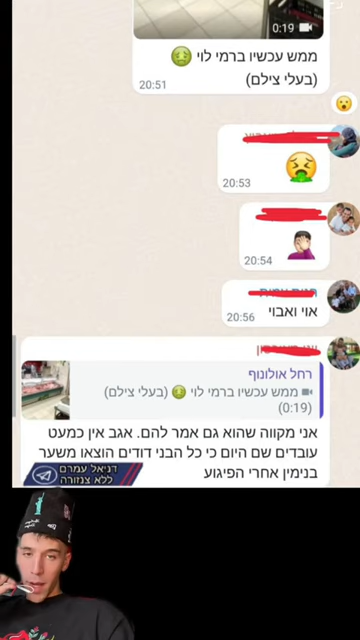 0:19
ממש עכשיו ברמי לוי 🤢
(בעלי צילם)
20:51
😮
🤮
20:53
🤦🏻‍♂️
20:54
אוי ואבוי
20:56
רחל אולונוף
ממש עכשיו ברמי לוי 🤢 (בעלי צילם)
(0:19)
אני מקווה שהוא גם אמר להם. אגב אין כמעט
עובדים שם היום כי כל הבני דודים הוצאו משער
בנימין אחרי הפיגוע
דניאל עמרם
ללא צנזורה